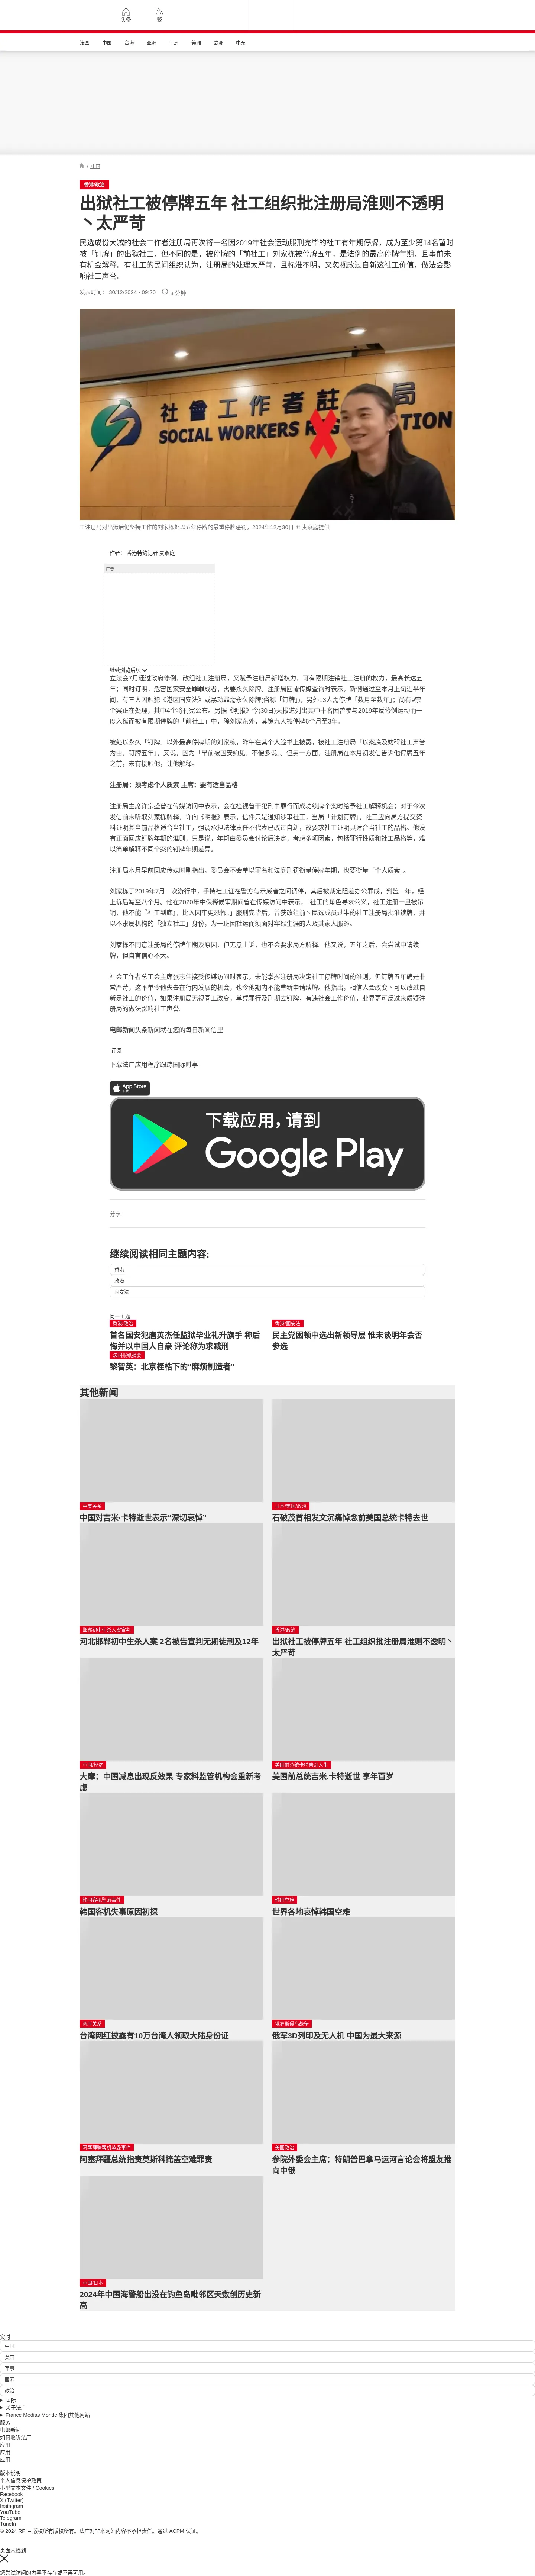 头条
繁
法国
中国
台海
亚洲
非洲
美洲
欧洲
中东
/ 中国
香港/政治
出狱社工被停牌五年 社工组织批注册局淮则不透明
丶太严苛
民选成份大减的社会工作者注册局再次将一名因2019年社会运动服刑完毕的社工有年期停牌，成为至少第14名暂时
被「钉牌」的出狱社工，但不同的是，被停牌的「前社工」刘家栋被停牌五年，是法例的最高停牌年期，且事前未
有机会解释。有社工的民间组织认为，注册局的处理太严苛，且标淮不明，又忽视改过自新这社工价值，做法会影
响社工声誉。
发表时间： 30/12/2024 - 09:20
6 分钟
社會工作者註冊局
SOCIAL WORKERS REGISTRATION
工注册局对出狱后仍坚持工作的刘家栋处以五年停牌的最重停牌惩罚。2024年12月30日 © 麦燕庭提供
作者： 香港特约记者 麦燕庭
广告
继续浏览后续
立法会7月通过政府修例，改组社工注册局，又赋予注册局新增权力，可有限期注销社工注册的权力，最高长达五
年；同时订明，危害国家安全罪罪成者，需要永久除牌。注册局回覆传媒查询时表示，新例通过至本月上旬近半年
间，有三人因触犯《港区国安法》或暴动罪需永久除牌(俗称「钉牌」)，另外13人需停牌「数月至数年」；尚有9宗
个案正在处理，其中4个将刊宪公布。另据《明报》今(30日)天报道列出其中十名因曾参与2019年反修例运动而一
度入狱而被有限期停牌的「前社工」中，除刘家东外，其馀九人被停牌6个月至3年。
被处以永久「钉牌」以外最高停牌期的刘家栋，昨午在其个人脸书上披露，被社工注册局「以案底及妨碍社工声誉
为由，钉牌五年」，又说，因为「早前被国安约见，不便多说」。但另一方面，注册局在本月初发信告诉他停牌五年
之前，未有接触他，让他解释。
注册局：须考虑个人质素 主席：要有适当品格
注册局主席许宗盛曾在传媒访问中表示，会在检视曾干犯刑事罪行而成功续牌个案时给予社工解释机会；对于今次
发信前未听取刘家栋解释，许向《明报》表示，信件只是通知涉事社工，当局「计划钉牌」，社工应向局方提交资
料证明其当前品格适合当社工，强调承担法律责任不代表已改过自新，故要求社工证明具适合当社工的品格。他没
有正面回应钉牌年期的准则，只是说，年期由委员会讨论后决定，考虑多项因素，包括罪行性质和社工品格等，难
以简单解释不同个案的钉牌年期差异。
注册局本月早前回应传媒时则指出，委员会不会单以罪名和法庭刑罚衡量停牌年期，也要衡量「个人质素」。
刘家栋于2019年7月一次游行中，手持社工证在警方与示威者之间调停，其后被裁定阻差办公罪成，判监一年，经
上诉后减至八个月。他在2020年中保释候审期间曾在传媒访问中表示，「社工的角色寻求公义，社工注册一旦被吊
销，他不能『社工到底』，比入囚牢更恐怖。」服刑完毕后，曾获改组前丶民选成员过半的社工注册局批淮续牌，并
以不隶属机构的「独立社工」身份，为一班因社运而须面对牢狱生涯的人及其家人服务。
刘家栋不同意注册局的停牌年期及原因，但无意上诉，也不会要求局方解释。他又说，五年之后，会尝试申请续
牌，但自言信心不大。
社会工作者总工会主席张志伟接受传媒访问时表示，未能掌握注册局决定社工停牌时间的准则，但钉牌五年确是非
常严苛，这不单令他失去在行内发展的机会，也令他期内不能重新申请续牌。他指出，相信人会改变丶可以改过自
新是社工的价值，如果注册局无视同工改变，单凭罪行及刑期去钉牌，有违社会工作价值，业界更可反过来质疑注
册局的做法影响社工声誉。
电邮新闻头条新闻就在您的每日新闻信里
订阅
下载法广应用程序跟踪国际时事
App Store
下载应用，请到
Google Play
分享：
继续阅读相同主题内容:
香港
政治
国安法
同一主题
香港/政治
首名国安犯唐英杰任监狱毕业礼升旗手 称后
悔并以中国人自豪 评论称为求减刑
香港/国安法
民主党困顿中选出新领导层 惟未谈明年会否
参选
法国报纸摘要
黎智英：北京桎梏下的“麻烦制造者”
其他新闻
中美关系
中国对吉米·卡特逝世表示“深切哀悼”
日本/美国/政治
石破茂首相发文沉痛悼念前美国总统卡特去世
邯郸初中生杀人案宣判
河北邯郸初中生杀人案 2名被告宣判无期徒刑及12年
香港/政治
出狱社工被停牌五年 社工组织批注册局淮则不透明丶
太严苛
中国/经济
大摩：中国减息出现反效果 专家料监管机构会重新考
虑
美国前总统卡特告别人生
美国前总统吉米.卡特逝世 享年百岁
韩国客机坠落事件
韩国客机失事原因初探
韩国空难
世界各地哀悼韩国空难
两岸关系
台湾网红披露有10万台湾人领取大陆身份证
俄罗斯侵乌战争
俄军3D列印及无人机 中国为最大来源
阿塞拜疆客机坠毁事件
阿塞拜疆总统指责莫斯科掩盖空难罪责
美国政治
参院外委会主席：特朗普巴拿马运河言论会将盟友推
向中俄
中国/日本
2024年中国海警船出没在钓鱼岛毗邻区天数创历史新
高
实时
中国
美国
军事
国际
政治
国际
关于法广
France Médias Monde 集团其他网站
服务
电邮新闻
如何收听法广
应用
应用
应用
版本说明
个人信息保护政策
小型文本文件 / Cookies
Facebook
X (Twitter)
Instagram
YouTube
Telegram
TuneIn
© 2024 RFI – 版权所有版权所有。法广对非本网站内容不承担责任。通过 ACPM 认证。
页面未找到
您尝试访问的内容不存在或不再可用。